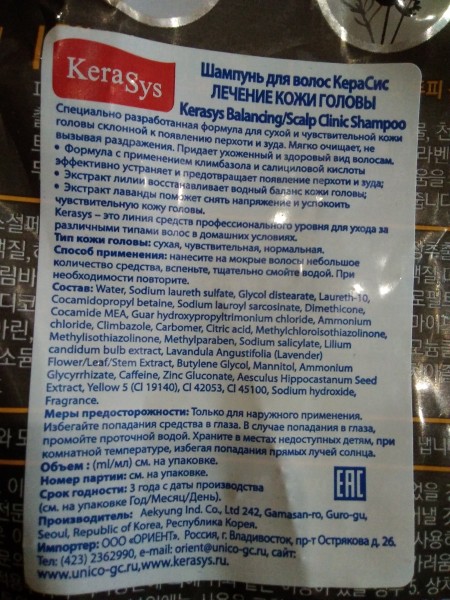 KeraSys
Шампунь для волос КераСис
ЛЕЧЕНИЕ КОЖИ ГОЛОВЫ
Kerasys Balancing/Scalp Clinic Shampoo
Специально разработанная формула для сухой и чувствительной кожи
головы склонной к появлению перхоти и зуда. Мягко очищает, не
вызывая раздражения. Придает ухоженный и здоровый вид волосам.
• Формула с применением климбазола и салициловой кислоты
эффективно устраняет и предотвращает появление перхоти и зуда;
• Экстракт лилии восстанавливает водный баланс кожи головы;
• Экстракт лаванды поможет снять напряжение и успокоить
чувствительную кожу головы.
Kerasys – это линия средств профессионального уровня для ухода за
различными типами волос в домашних условиях.
Тип кожи головы: сухая, чувствительная, нормальная.
Способ применения: нанесите на мокрые волосы небольшое
количество средства, вспеньте, тщательно смойте водой. При
необходимости повторите.
Состав: Water, Sodium laureth sulfate, Glycol distearate, Laureth-10,
Cocamidopropyl betaine, Sodium lauroyl sarcosinate, Dimethicone,
Cocamide MEA, Guar hydroxypropyltrimonium chloride, Ammonium
chloride, Climbazole, Carbomer, Citric acid, Methylchloroisothiazolinone,
Methylisothiazolinone, Methylparaben, Sodium salicylate, Lilium
candidum bulb extract, Lavandula Angustifolia (Lavender)
Flower/Leaf/Stem Extract, Butylene Glycol, Mannitol, Ammonium
Glycyrrhizate, Caffeine, Zinc Gluconate, Aesculus Hippocastanum Seed
Extract, Yellow 5 (CI 19140), CI 42053, CI 45100, Sodium hydroxide,
Fragrance.
Меры предосторожности: Только для наружного применения.
Избегайте попадания средства в глаза. В случае попадания в глаза,
промойте проточной водой. Храните в местах недоступных детям, при
комнатной температуре, избегая попадания прямых лучей солнца.
Объем : (ml/мл) см. на упаковке.
Номер партии: см. на упаковке.
Срок годности: 3 года с даты производства
(см. на упаковке Год/Месяц/День).
EAC
Производитель: Aekyung Ind. Co., Ltd 242, Gamasan-ro, Guro-gu,
Seoul, Republic of Korea, Республика Корея.
Импортер: ООО «ОРИЕНТ», Россия, г. Владивосток, пр-т Острякова д. 26.
Тел: (423) 2362990, e-mail: orient@unico-gc.ru, сайт:
www.unico-gc.ru,www.kerasys.ru.